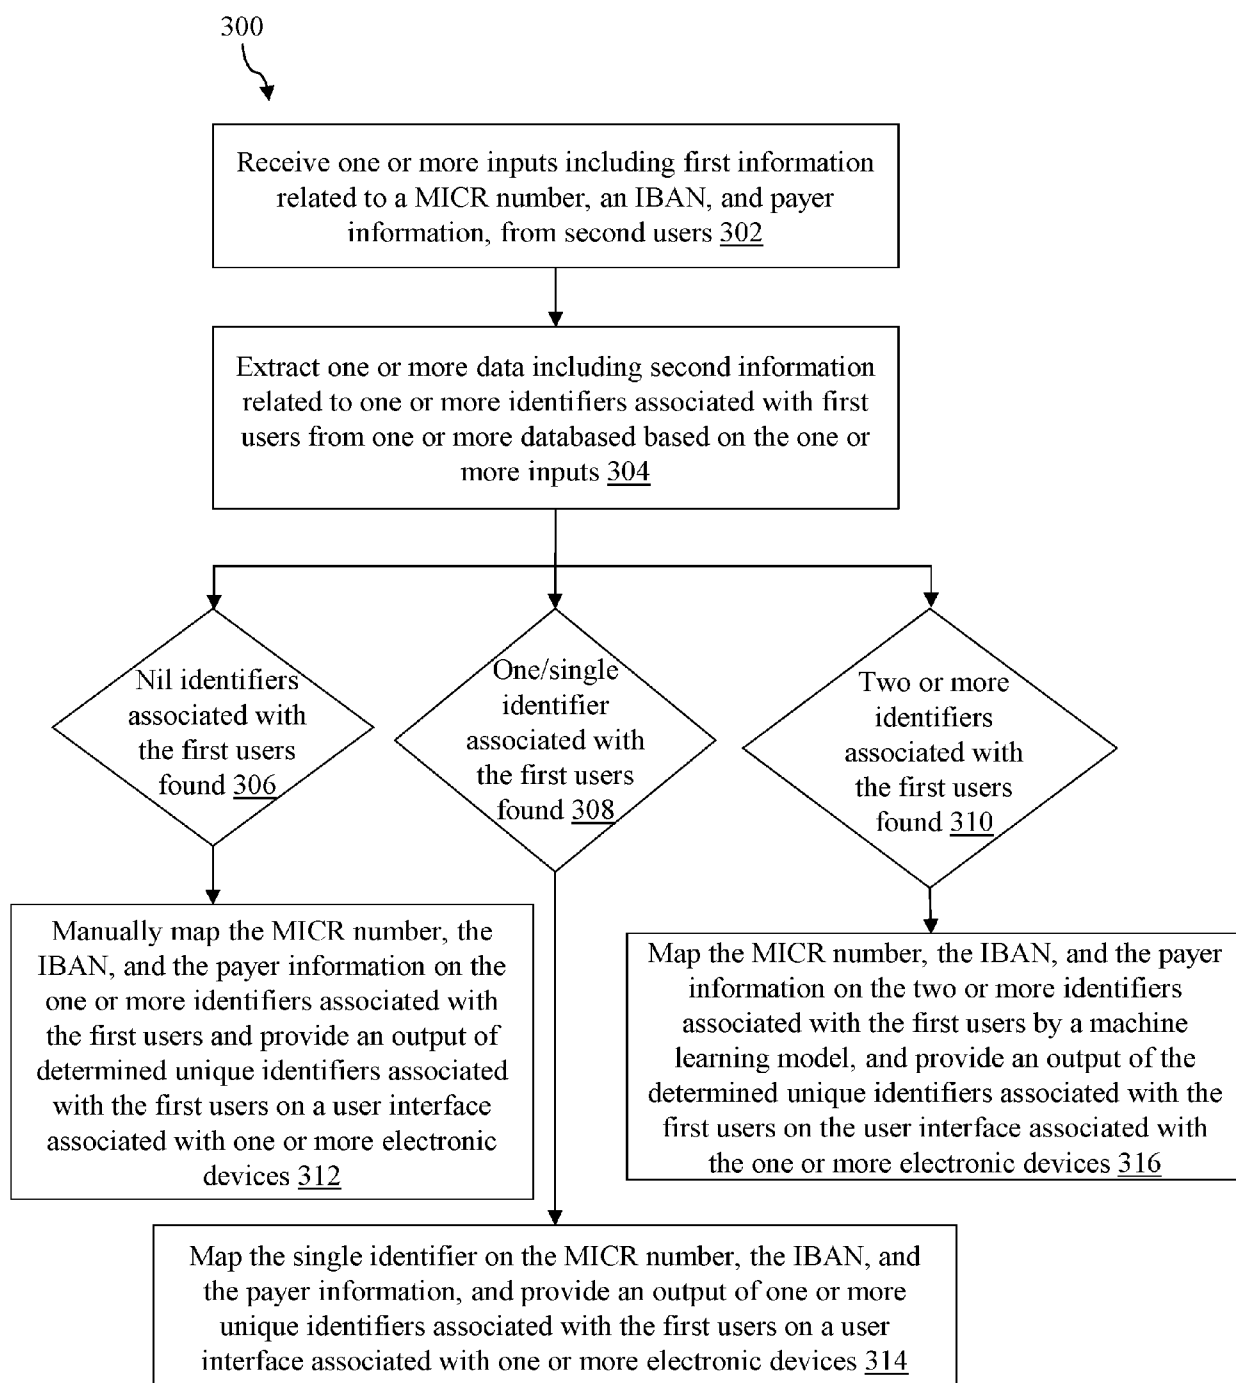 300
Receive one or more inputs including first information
related to a MICR number, an IBAN, and payer
information, from second users 302
Extract one or more data including second information
related to one or more identifiers associated with first
users from one or more databased based on the one or
more inputs 304
Nil identifiers
associated with
the first users
found 306
One/single
identifier
associated with
the first users
found 308
Two or more
identifiers
associated with
the first users
found 310
Manually map the MICR number, the
IBAN, and the payer information on the
one or more identifiers associated with
the first users and provide an output of
determined unique identifiers associated
with the first users on a user interface
associated with one or more electronic
devices 312
Map the MICR number, the IBAN, and the payer
information on the two or more identifiers
associated with the first users by a machine
learning model, and provide an output of the
determined unique identifiers associated with the
first users on the user interface associated with
the one or more electronic devices 316
Map the single identifier on the MICR number, the IBAN, and
the payer information, and provide an output of one or more
unique identifiers associated with the first users on a user
interface associated with one or more electronic devices 314